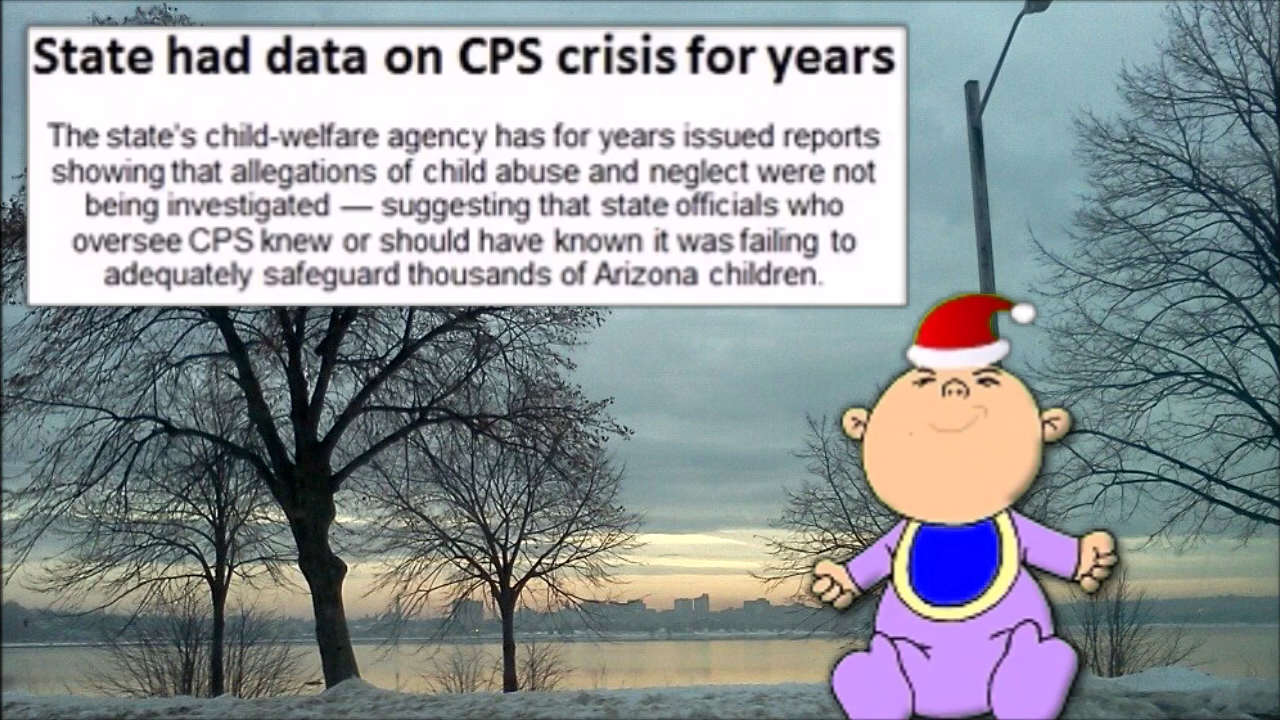 State had data on CPS crisis for years
The state's child-welfare agency has for years issued reports
showing that allegations of child abuse and neglect were not
being investigated — suggesting that state officials who
oversee CPS knew or should have known it was failing to
adequately safeguard thousands of Arizona children.